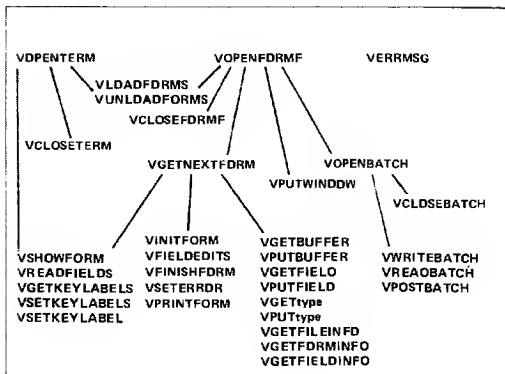 VDPENTERM
VOPENFDRMF
VERRMSG
VLDADFDRMS
VUNLDADFORMS
VCLOSEFDRMF
VCLOSETERM
VGETNEXTFDRM
VOPENBATCH
VPUTWINDDW
VCLDSEBATCH
VSHOWFORM
VREADFIELDS
VGETKEYLABELS
VSETKEYLABELS
VSETKEYLABEL
VINITFORM
VFIELDEDITS
VFINISHFDRM
VSETERRDR
VPRINTFORM
VGETBUFFER
VPUTBUFFER
VGETFIELO
VPUTFIELD
VGETtype
VPUTtype
VGETFILEINFD
VGETFDRMINFO
VGETFIELDINFO
VWRITEBATCH
VREAOBATCH
VPOSTBATCH